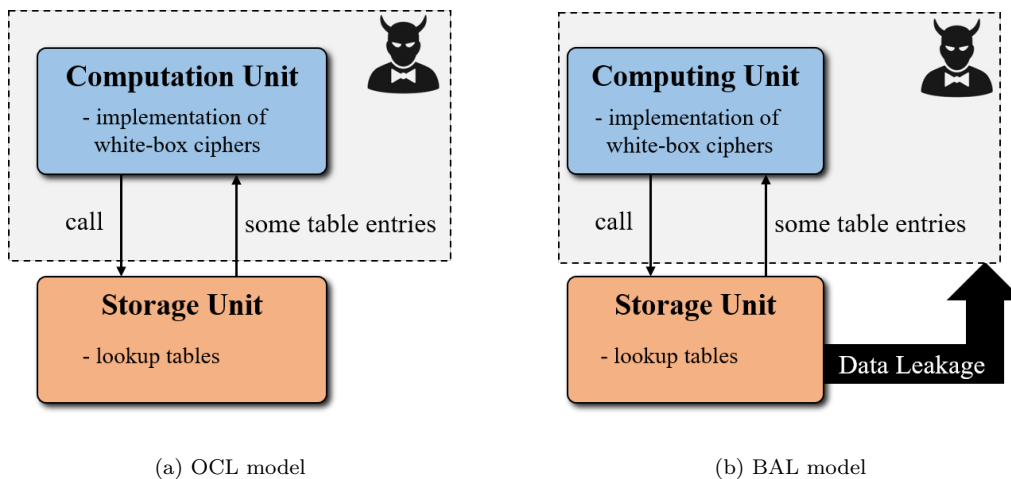 Computation Unit
- implementation of
white-box ciphers
call
some table entries
Storage Unit
- lookup tables
(a) OCL model
Computing Unit
- implementation of
white-box ciphers
call
some table entries
Storage Unit
- lookup tables
Data Leakage
(b) BAL model